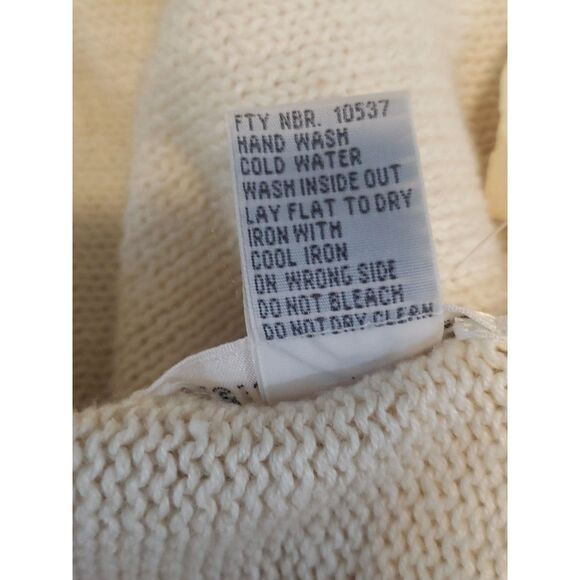 FTY NBR. 10537
HAND WASH
COLD WATER
WASH INSIDE OUT
LAY FLAT TO DRY
IRON WITH
COOL IRON
ON WRONG SIDE
DO NOT BLEACH
DO NOT DRY CLEAN